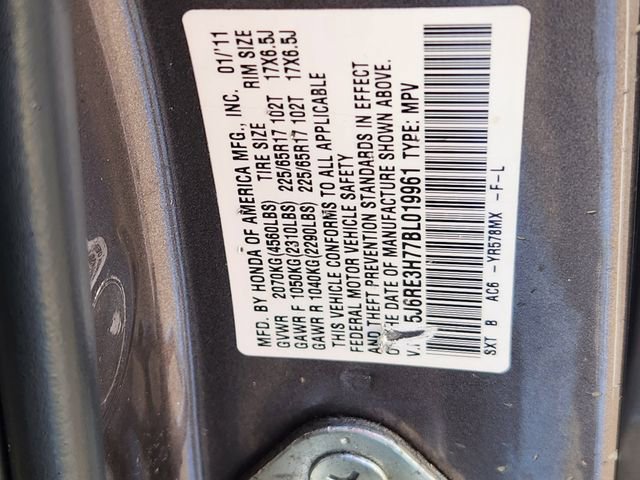 MFD. BY HONDA OF AMERICA MFG., INC. 01/'11
GVWR 2070KG(4560LBS) TIRE SIZE RIM SIZE
GAWR F 1050KG(2310LBS) 225/65R17 102T 17X6.5J
GAWR R 1040KG(2290LBS) 225/65R17 102T 17X6.5J
THIS VEHICLE CONFORMS TO ALL APPLICABLE
FEDERAL MOTOR VEHICLE SAFETY
AND THEFT PREVENTION STANDARDS IN EFFECT
THE DATE OF MANUFACTURE SHOWN ABOVE.
5J6RE3H77BL019961 TYPE: MPV
SXT B AC6 -YR578MX -F-L